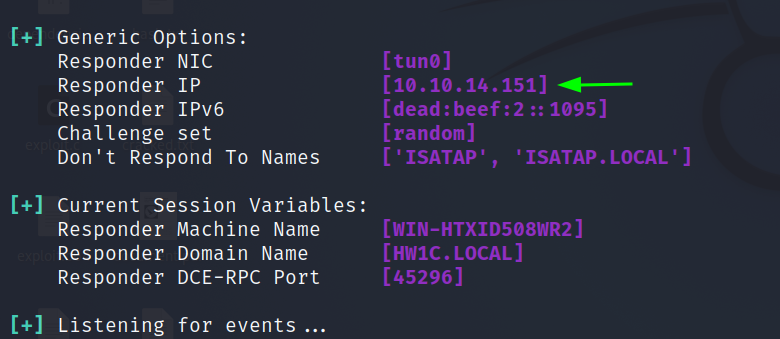 [+] Generic Options:
Responder NIC [tun0]
Responder IP [10.10.14.151]
Responder IPv6 [dead:beef:2::1095]
Challenge set [random]
Don't Respond To Names ['ISATAP', 'ISATAP.LOCAL']
[+] Current Session Variables:
Responder Machine Name [WIN-HTXID508WR2]
Responder Domain Name [HW1C.LOCAL]
Responder DCE-RPC Port [45296]
[+] Listening for events...